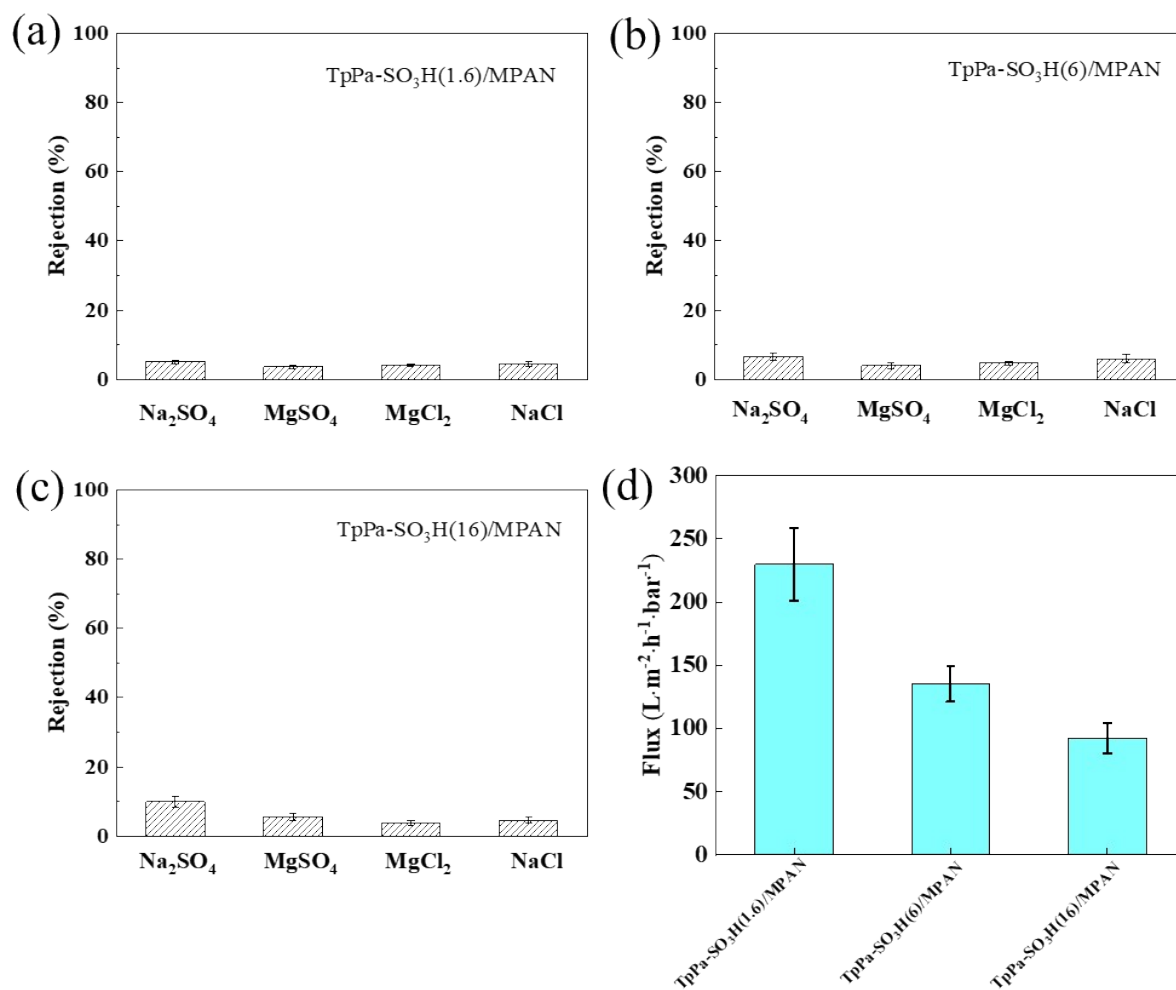 (a)
100
80
60
40
20
0
Rejection (%)
TpPa-SO₃H(1.6)/MPAN
Na₂SO₄ MgSO₄ MgCl₂ NaCl
(b)
100
80
60
40
20
0
Rejection (%)
TpPa-SO₃H(6)/MPAN
Na₂SO₄ MgSO₄ MgCl₂ NaCl
(c)
100
80
60
40
20
0
Rejection (%)
TpPa-SO₃H(16)/MPAN
Na₂SO₄ MgSO₄ MgCl₂ NaCl
(d)
300
250
200
150
100
50
0
Flux (L·m⁻²·h⁻¹·bar⁻¹)
TpPa-SO₃H(1.6)/MPAN
TpPa-SO₃H(6)/MPAN
TpPa-SO₃H(16)/MPAN